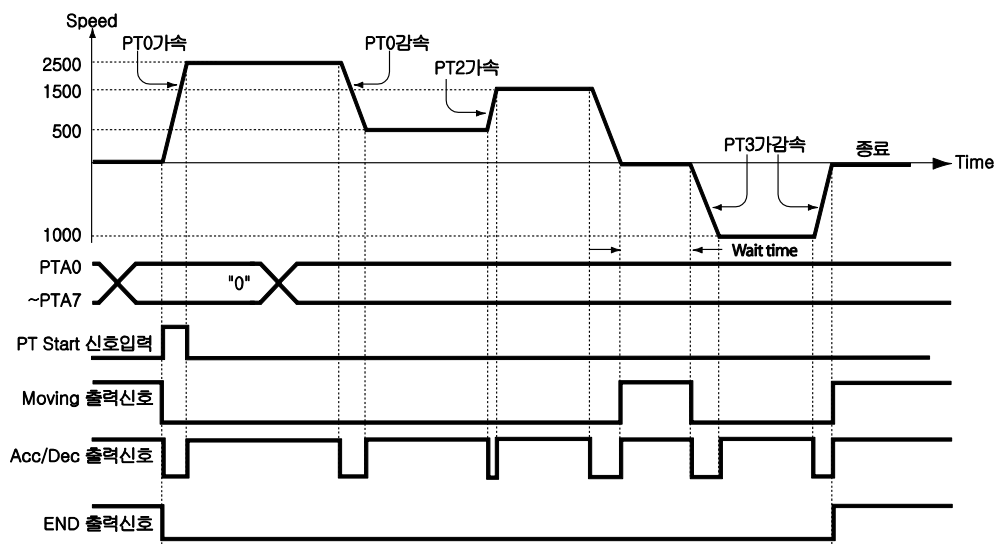 Speed
PT0가속
PT0감속
2500
PT2가속
1500
500
PT3가감속
종료
Time
1000
Wait time
PTA0
"0"
~PTA7
PT Start 신호입력
Moving 출력신호
Acc/Dec 출력신호
END 출력신호